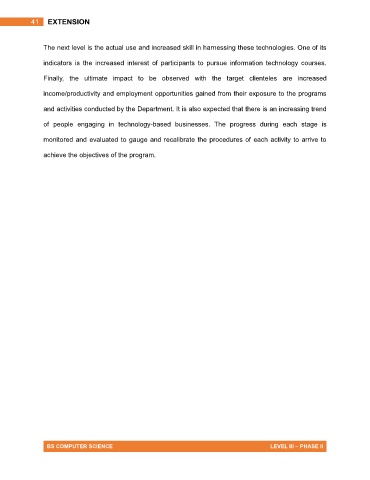 41 EXTENSION
The next level is the actual use and increased skill in harnessing these technologies. One of its
indicators is the increased interest of participants to pursue information technology courses.
Finally, the ultimate impact to be observed with the target clienteles are increased
income/productivity and employment opportunities gained from their exposure to the programs
and activities conducted by the Department. It is also expected that there is an increasing trend
of people engaging in technology-based businesses. The progress during each stage is
monitored and evaluated to gauge and recalibrate the procedures of each activity to arrive to
achieve the objectives of the program.
BS COMPUTER SCIENCE LEVEL III – PHASE II